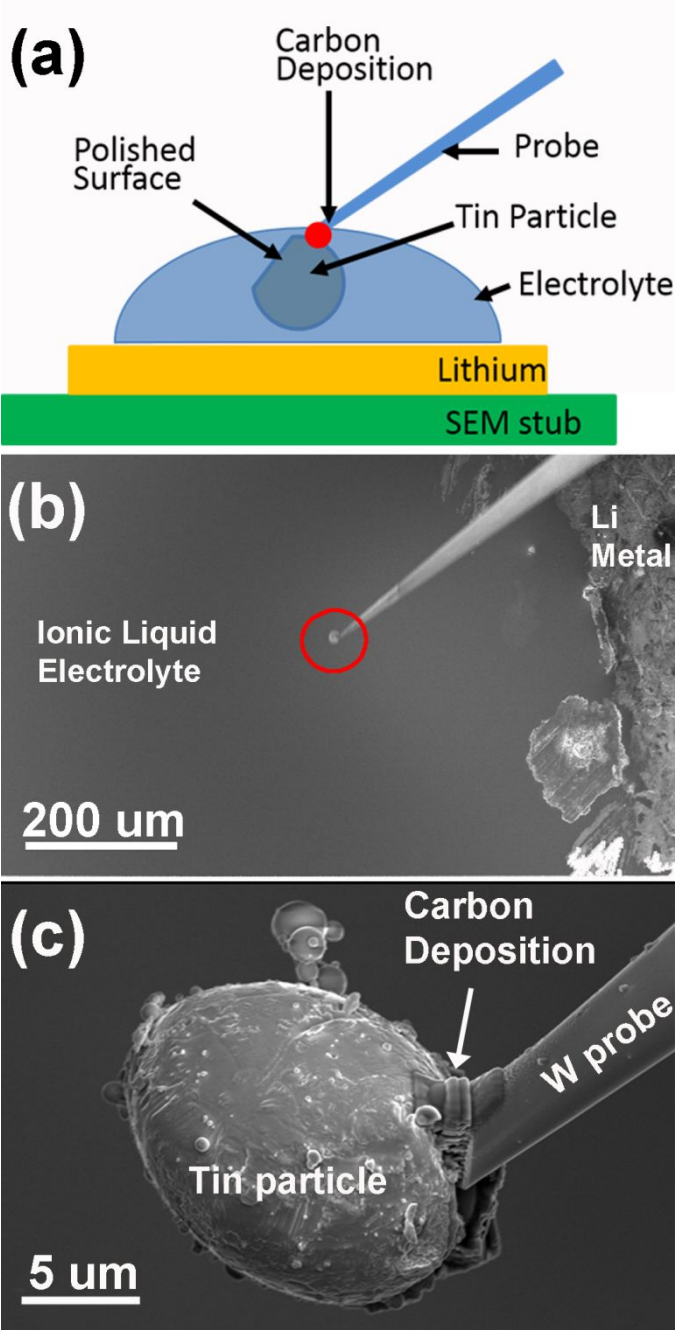 (a)
Carbon
Deposition
Polished
Surface
Probe
Tin Particle
Electrolyte
Lithium
SEM stub
(b)
Li
Metal
Ionic Liquid
Electrolyte
200 um
(c)
Carbon
Deposition
W probe
Tin particle
5 um